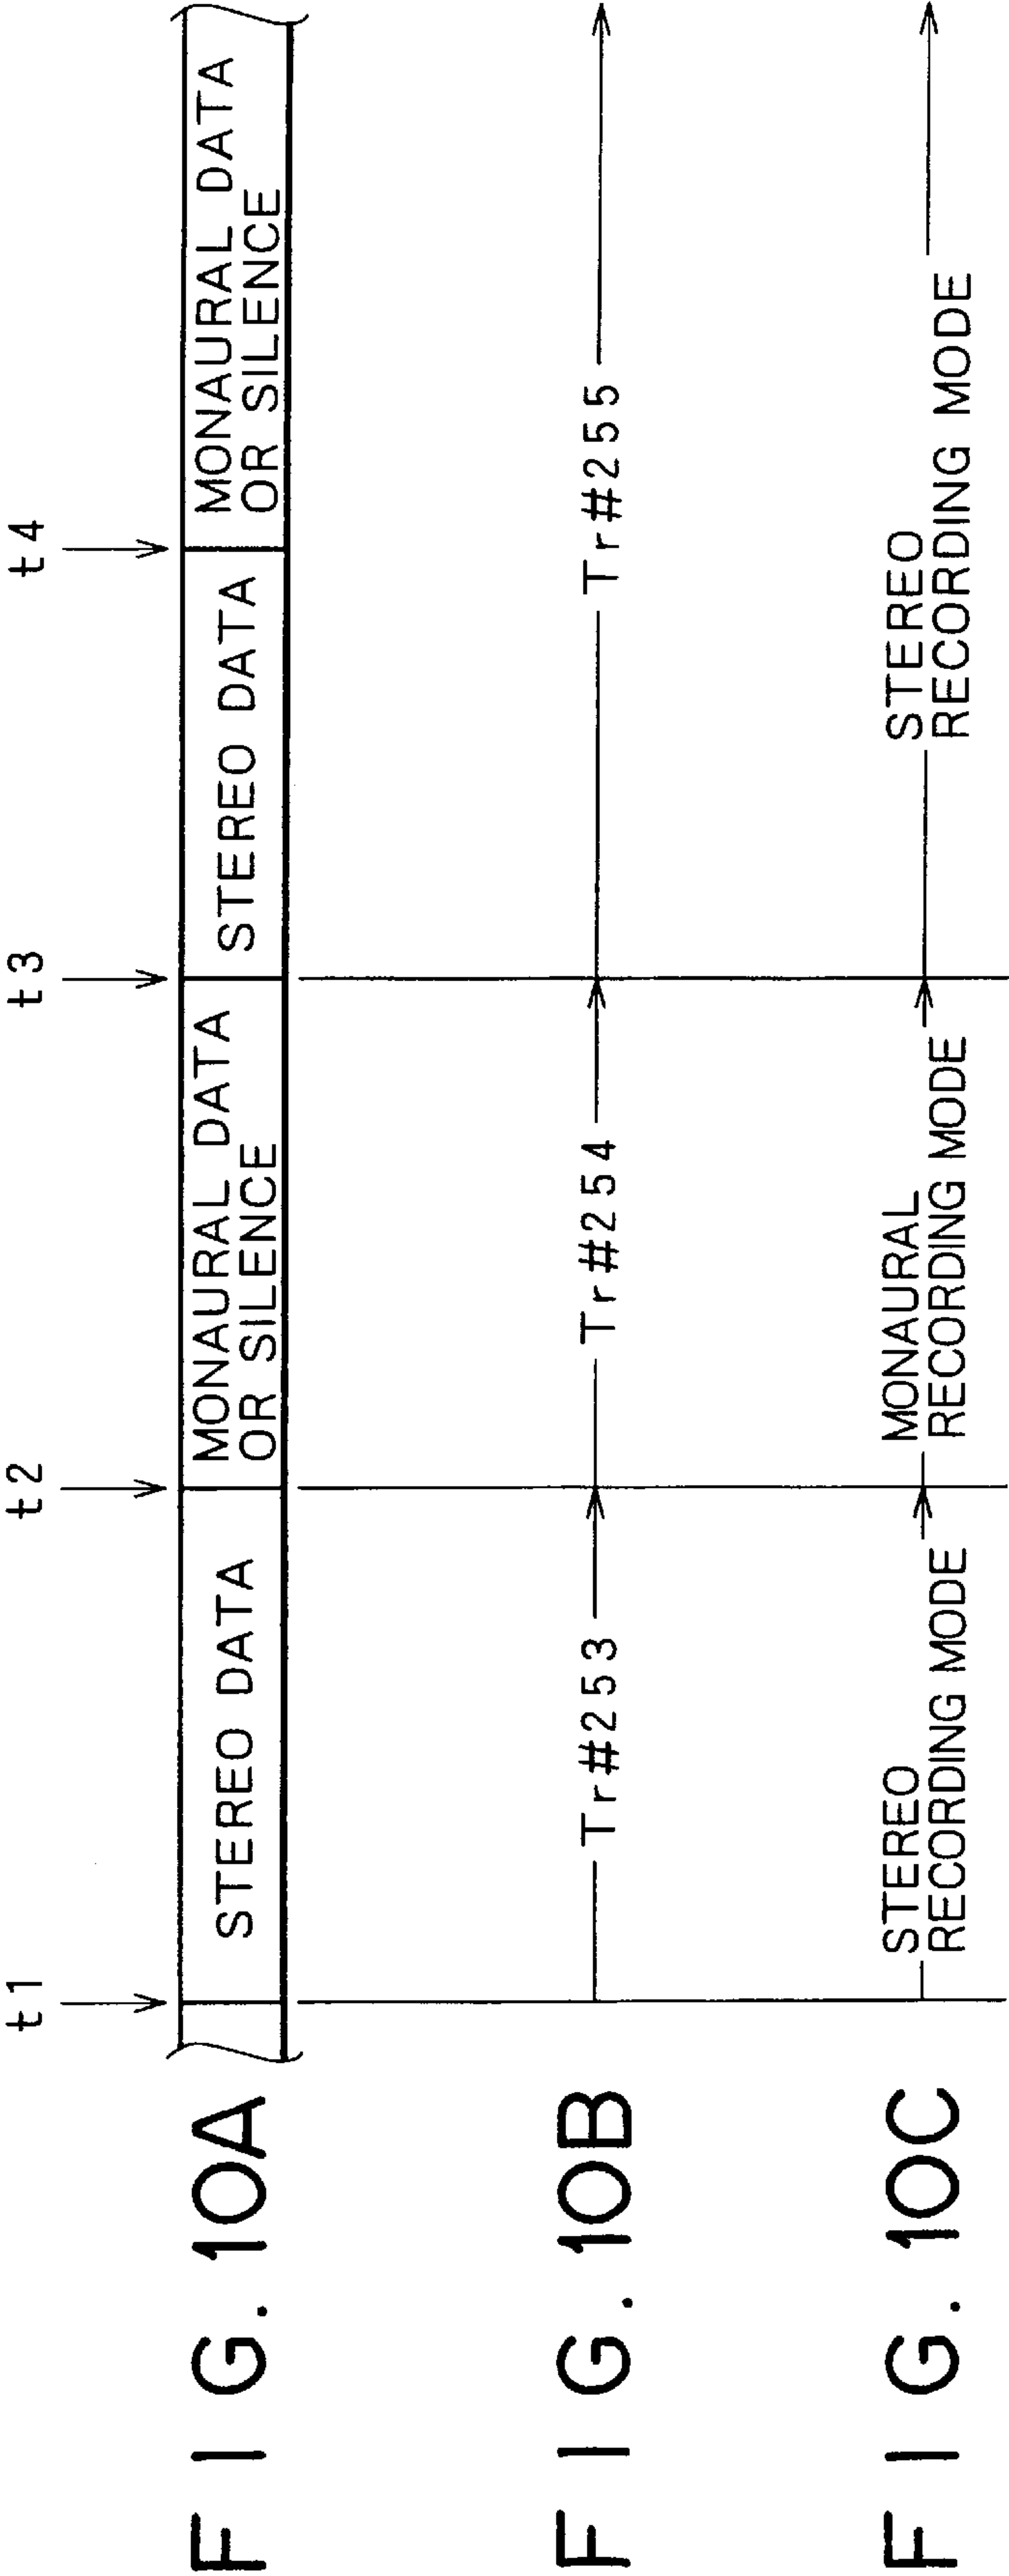 t1
t2
t3
t4
FIG. 10A
STEREO DATA
MONAURAL DATA
OR SILENCE
STEREO DATA
MONAURAL DATA
OR SILENCE
FIG. 10B
Tr#253
Tr#254
Tr#255
FIG. 10C
STEREO
RECORDING MODE
MONAURAL
RECORDING MODE
STEREO
RECORDING MODE